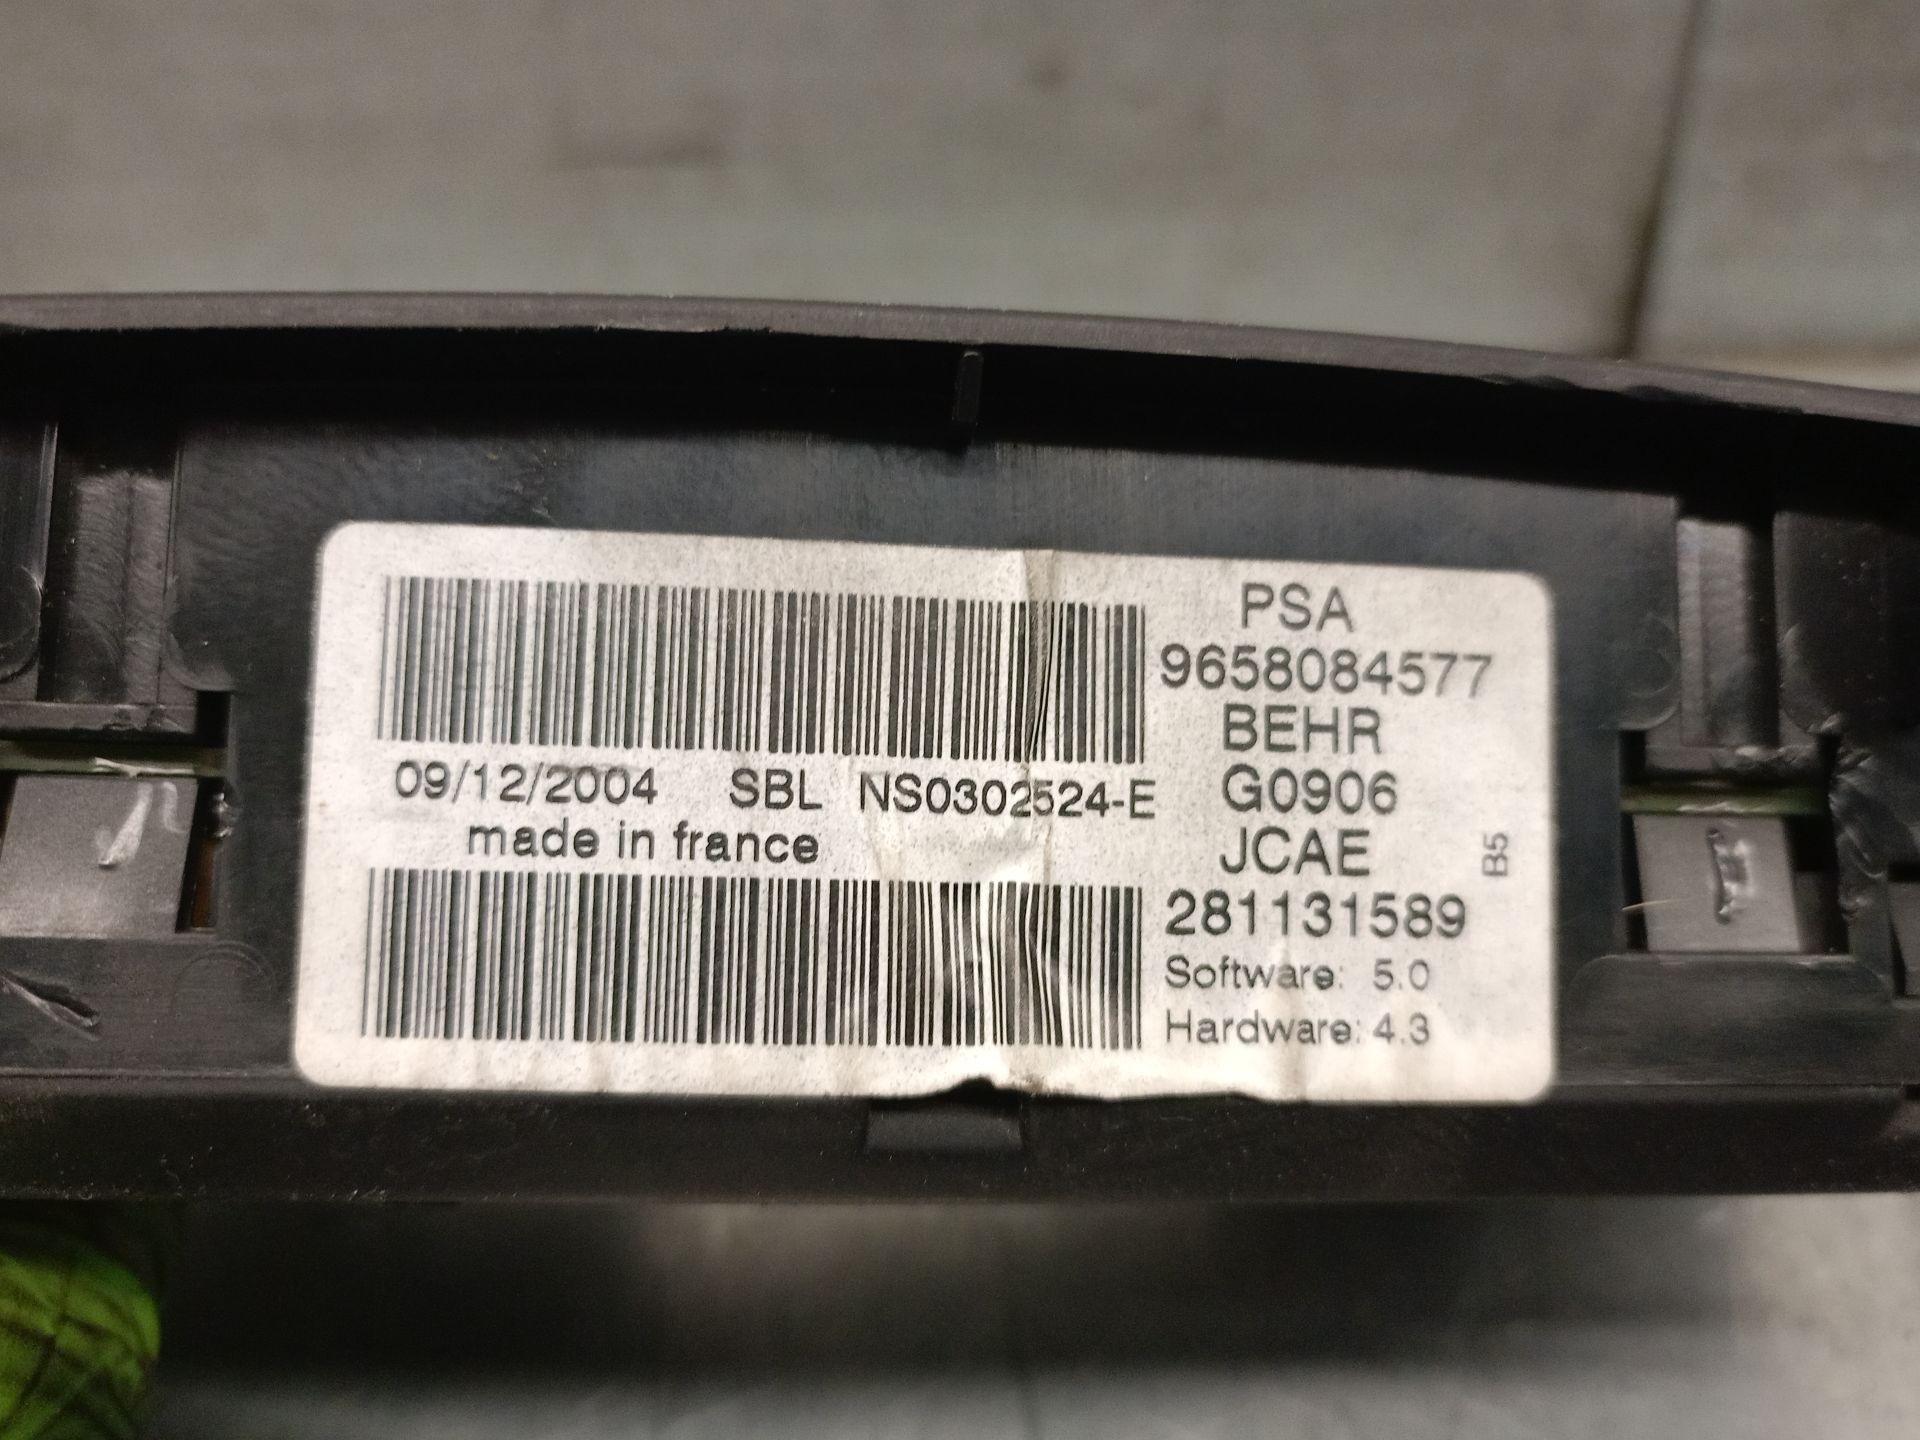 PSA
9658084577
BEHR
09/12/2004 SBL NS0302524-E G0906
made in france JCAE
B5
281131589
Software: 5.0
Hardware: 4.3